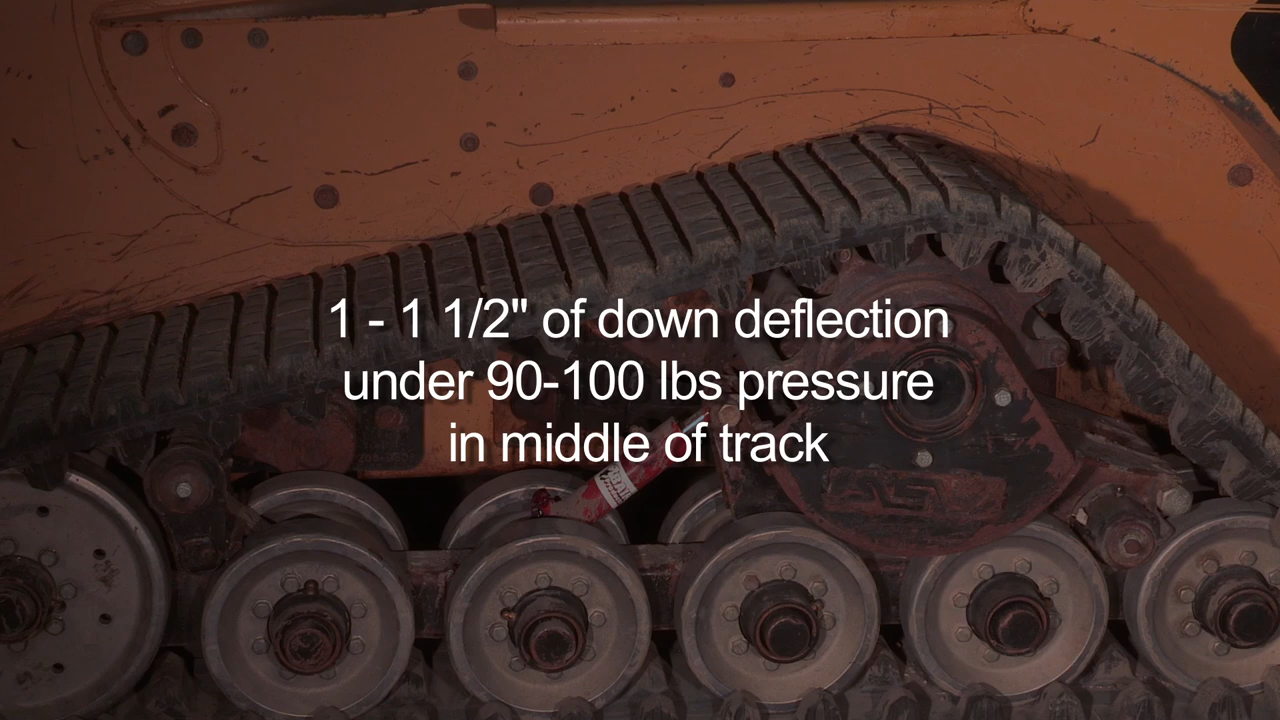 1 - 1 1/2" of down deflection
under 90-100 lbs pressure
in middle of track